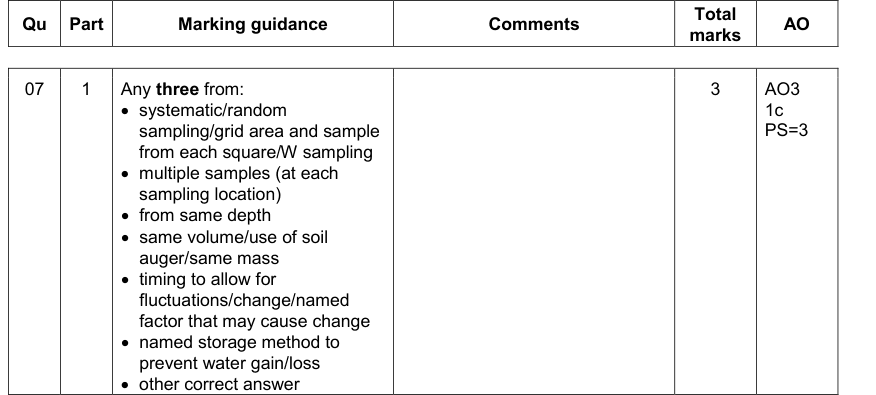 Qu Part Marking guidance Comments Total marks AO
07 1 Any three from: 3 AO3
• systematic/random 1c
sampling/grid area and sample PS=3
from each square/W sampling
• multiple samples (at each
sampling location)
• from same depth
• same volume/use of soil
auger/same mass
• timing to allow for
fluctuations/change/named
factor that may cause change
• named storage method to
prevent water gain/loss
• other correct answer